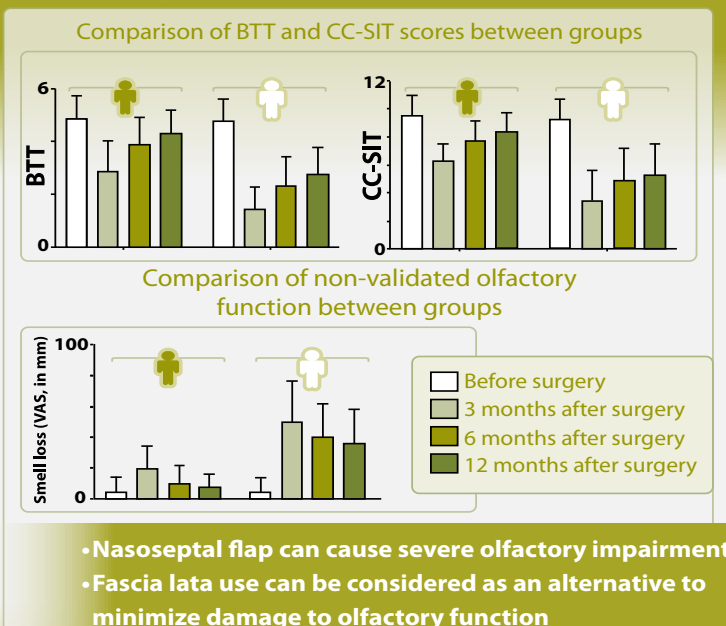 Comparison of BTT and CC-SIT scores between groups
6
BTT
0
12
CC-SIT
0
Comparison of non-validated olfactory
function between groups
100
Smell loss (VAS, in mm)
0
Before surgery
3 months after surgery
6 months after surgery
12 months after surgery
•Nasoseptal flap can cause severe olfactory impairment
•Fascia lata use can be considered as an alternative to
minimize damage to olfactory function